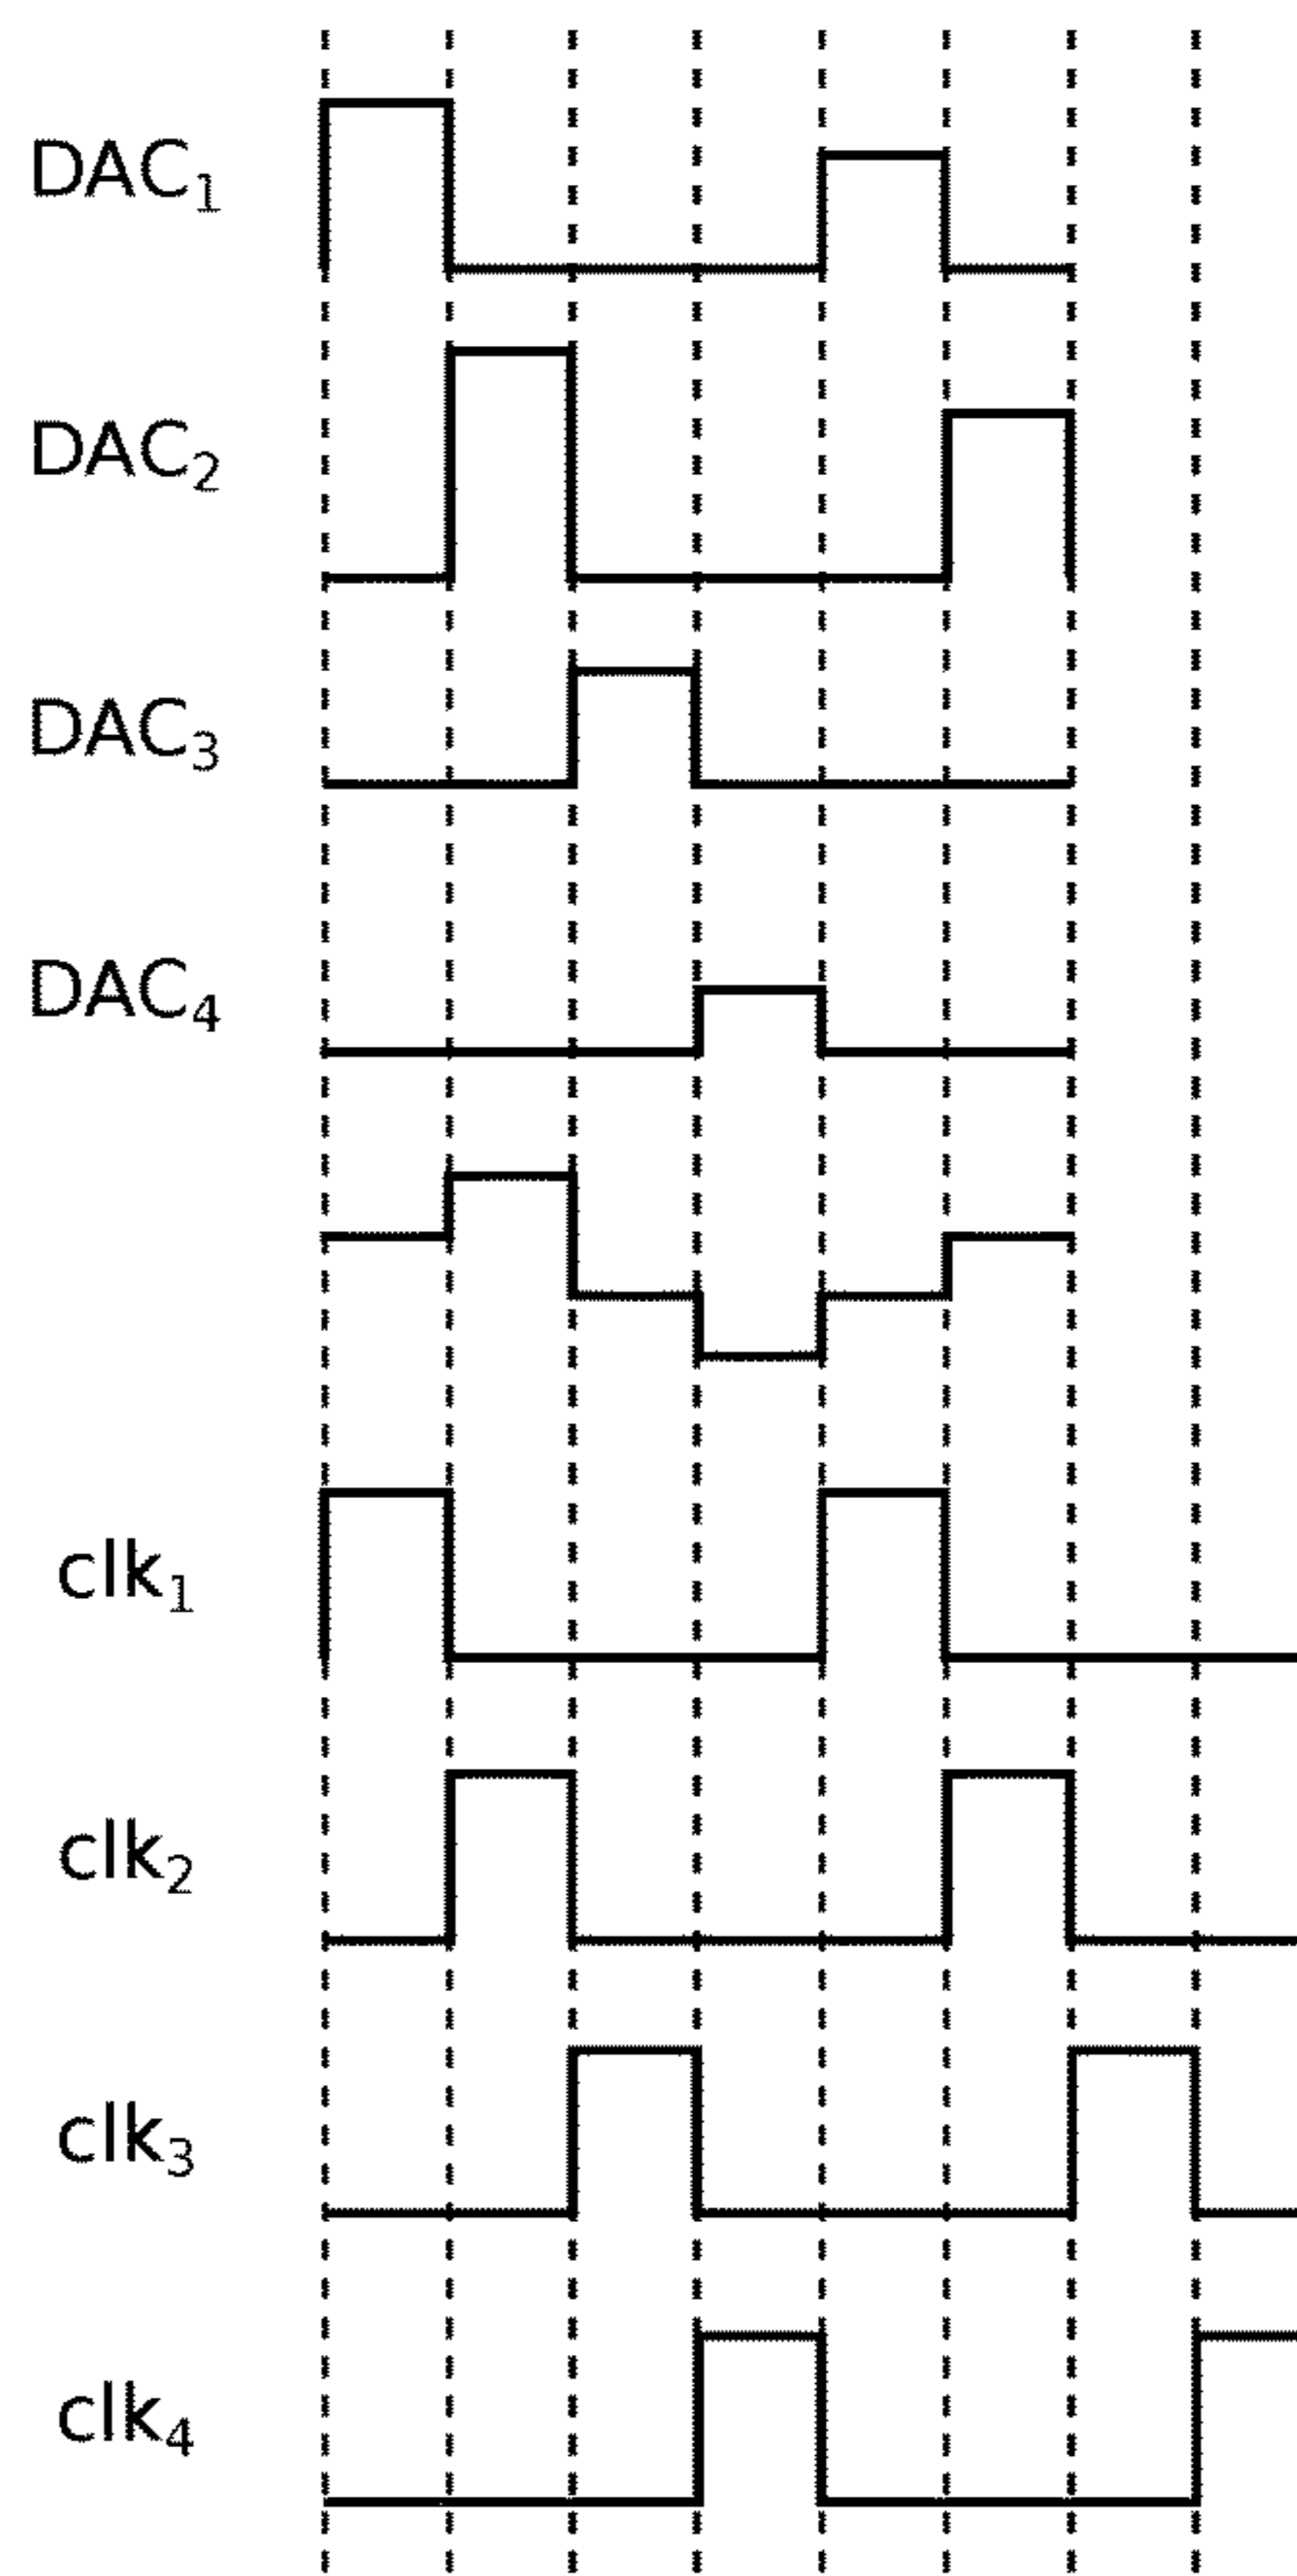 DAC₁
DAC₂
DAC₃
DAC₄
clk₁
clk₂
clk₃
clk₄